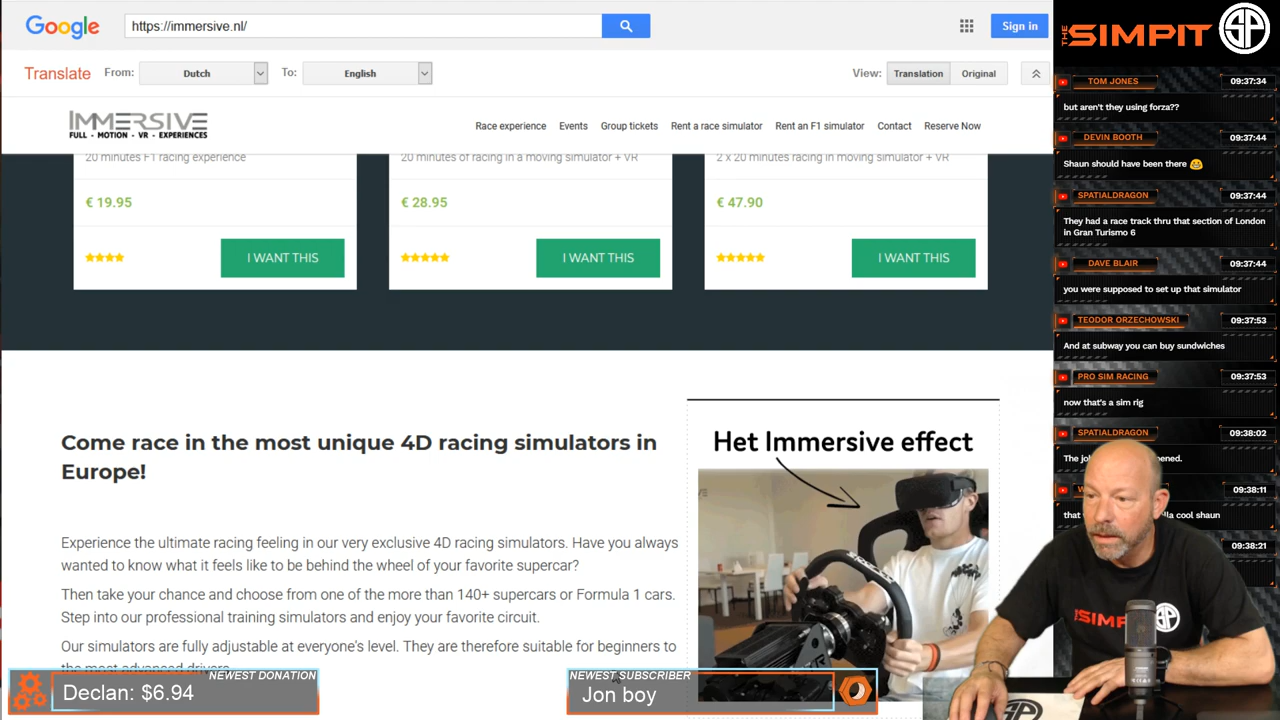 Google
https://immersive.nl/
Sign in
Translate
From:
Dutch
To:
English
View:
Translation
Original
IMMERSIVE
FULL - MOTION - VR - EXPERIENCES
Race experience
Events
Group tickets
Rent a race simulator
Rent an F1 simulator
Contact
Reserve Now
20 minutes F1 racing experience
€ 19.95
I WANT THIS
20 minutes of racing in a moving simulator + VR
€ 28.95
I WANT THIS
2 x 20 minutes racing in moving simulator + VR
€ 47.90
I WANT THIS
Come race in the most unique 4D racing simulators in
Europe!
Experience the ultimate racing feeling in our very exclusive 4D racing simulators. Have you always
wanted to know what it feels like to be behind the wheel of your favorite supercar?
Then take your chance and choose from one of the more than 140+ supercars or Formula 1 cars.
Step into our professional training simulators and enjoy your favorite circuit.
Our simulators are fully adjustable at everyone's level. They are therefore suitable for beginners to
the most advanced drivers.
Het Immersive effect
NEWEST DONATION
Declan: $6.94
NEWEST SUBSCRIBER
Jon boy
THE SIMPIT SP
TOM JONES
09:37:34
but aren't they using forza??
DEVIN BOOTH
09:37:44
Shaun should have been there
SPATIALDRAGON
09:37:44
They had a race track thru that section of London
in Gran Turismo 6
DAVE BLAIR
09:37:44
you were supposed to set up that simulator
TEODOR ORZECHOWSKI
09:37:53
And at subway you can buy sandwiches
PRO SIM RACING
09:37:53
now that's a sim rig
SPATIALDRAGON
09:38:02
The
09:38:11
that
cool shaun
09:38:21
SIMPIT
SP